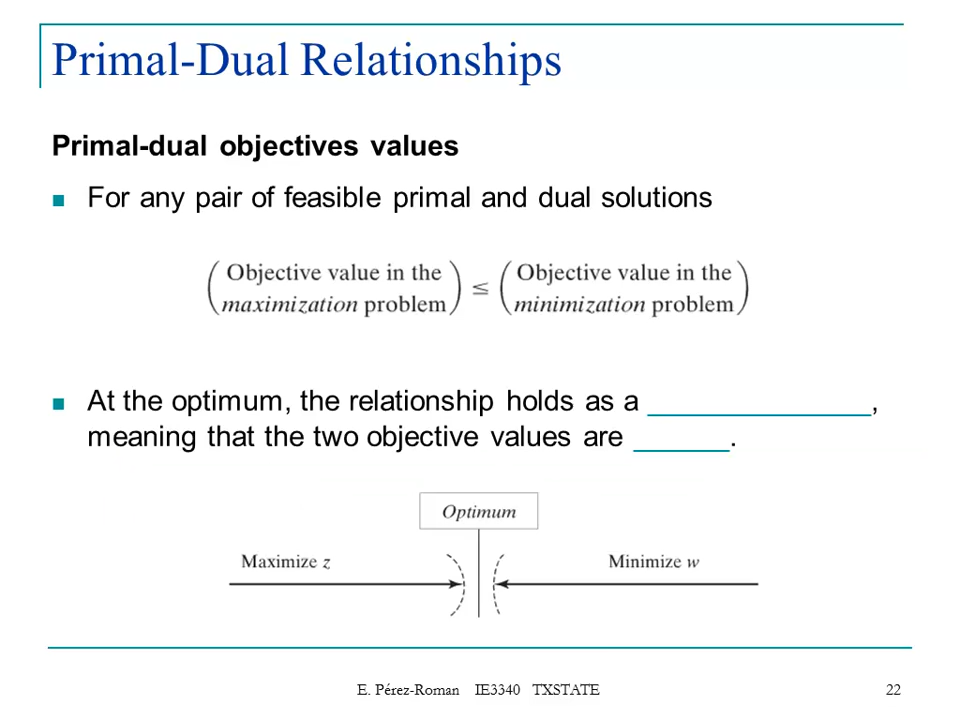 Primal-Dual Relationships
Primal-dual objectives values
For any pair of feasible primal and dual solutions
(Objective value in the
maximization problem) ≤ (Objective value in the
minimization problem)
At the optimum, the relationship holds as a ______________,
meaning that the two objective values are ______.
Optimum
Maximize z
Minimize w
E. Pérez-Roman IE3340 TXSTATE
22